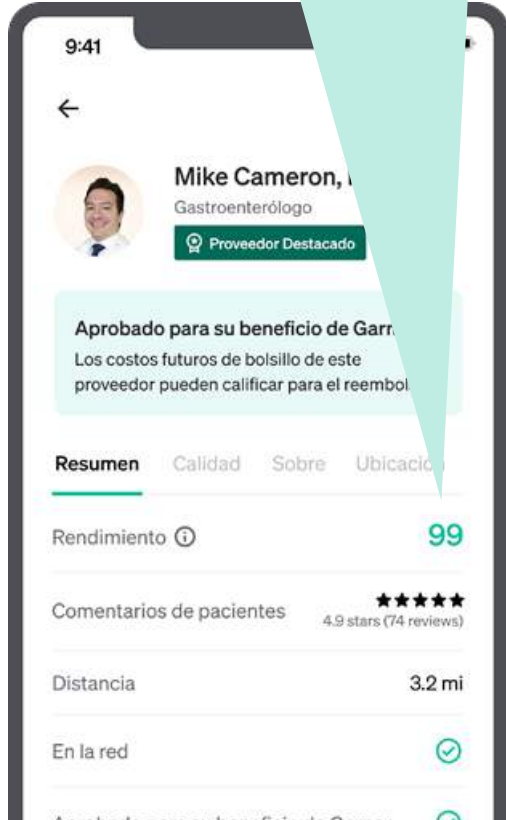 9:41
Mike Cameron,
Gastroenterólogo
Proveedor Destacado
Aprobado para su beneficio de
Los costos futuros de bolsillo de este
proveedor pueden calificar para el
Resumen Calidad Sobre Ubicación
Rendimiento 99
Comentarios de pacientes ★★★★★
4.9 stars (74 reviews)
Distancia 3.2 mi
En la red